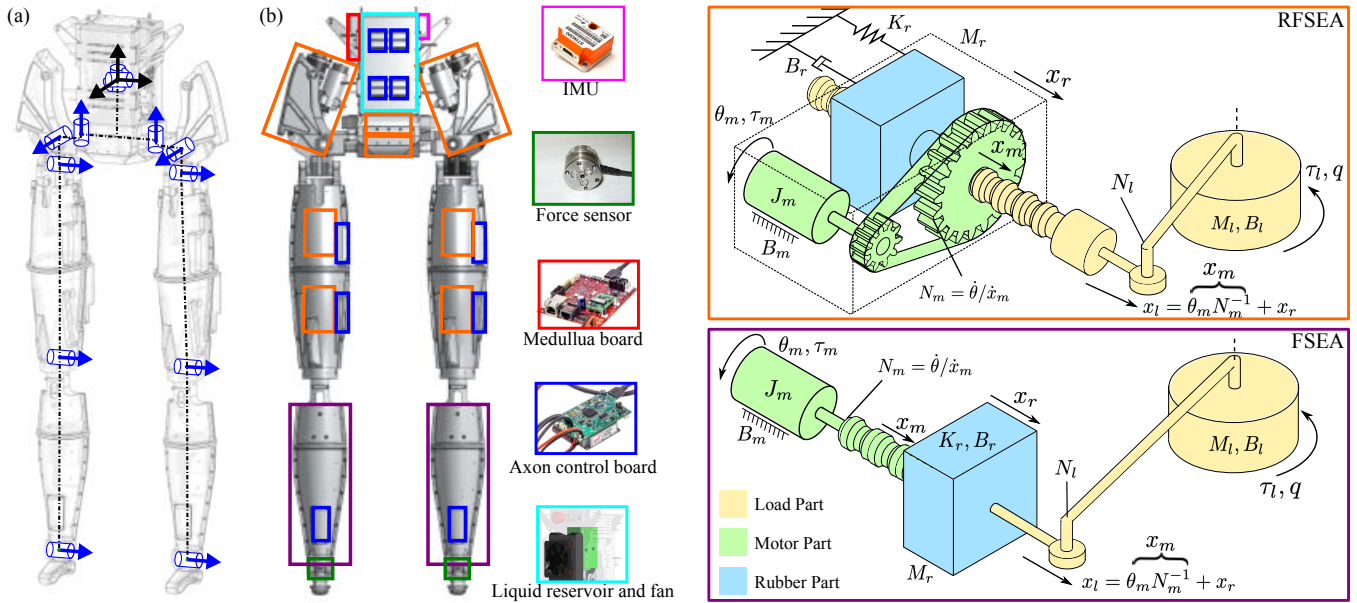 (a)
(b)
IMU
Force sensor
Medullua board
Axon control board
Liquid reservoir and fan
RFSEA
K_r
M_r
B_r
x_r
θ_m, τ_m
x_m
J_m
B_m
N_l
τ_l, q
M_l, B_l
N_m = θ̇/ẋ_m
x_m
x_l = θ_m N_m^{-1} + x_r
FSEA
θ_m, τ_m
N_m = θ̇/ẋ_m
J_m
x_r
x_m
B_m
K_r, B_r
M_l, B_l
N_l
τ_l, q
Load Part
Motor Part
Rubber Part
M_r
x_m
x_l = θ_m N_m^{-1} + x_r